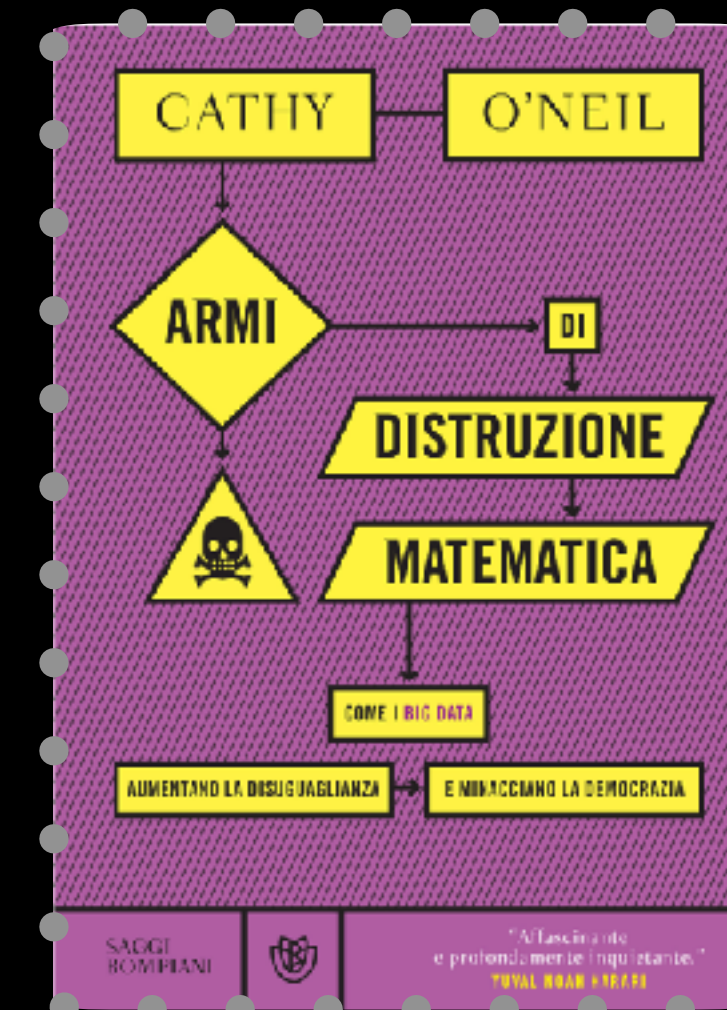 CATHY O'NEIL
ARMI
DI
DISTRUZIONE
MATEMATICA
COME I BIG DATA
AUMENTANO LA DISUGUAGLIANZA
E MINACCIANO LA DEMOCRAZIA
SAGGI
BOMPIANI
"Affascinante
e profondamente inquietante."
YUVAL NOAH HARARI